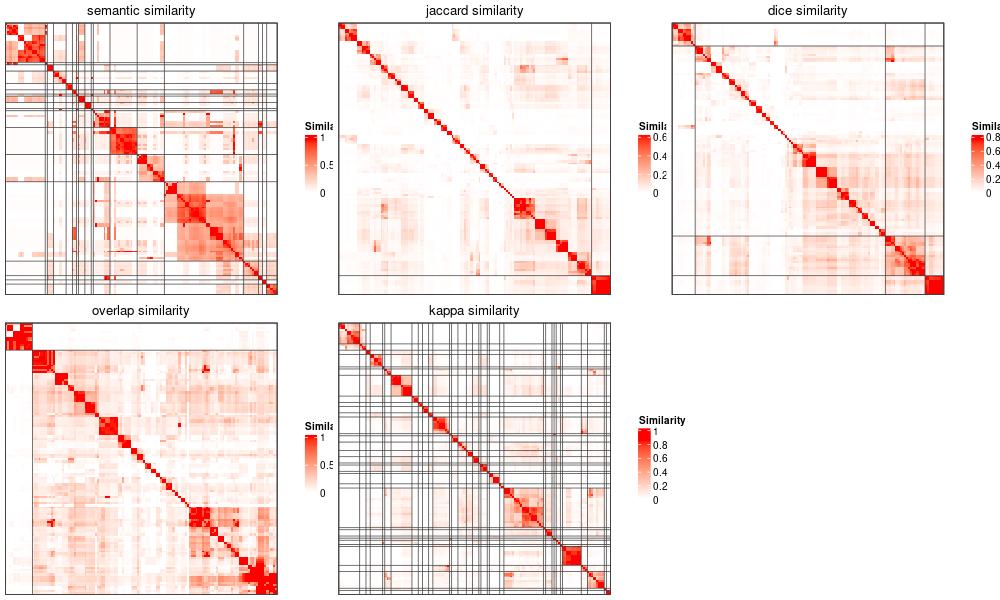 semantic similarity
jaccard similarity
dice similarity
Simila
1
0.5
0
Simila
0.6
0.4
0.2
0
Simila
0.8
0.6
0.4
0.2
0
overlap similarity
kappa similarity
Simila
1
0.5
0
Similarity
1
0.8
0.6
0.4
0.2
0